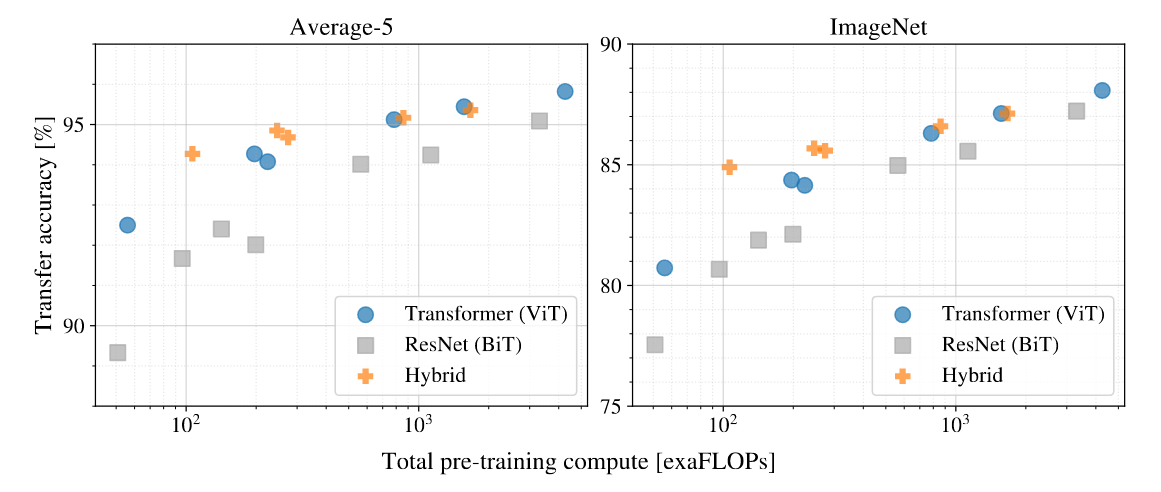 Average-5
ImageNet
Transfer accuracy [%]
95
90
10²
10³
Transformer (ViT)
ResNet (BiT)
Hybrid
90
85
80
75
10²
10³
Transformer (ViT)
ResNet (BiT)
Hybrid
Total pre-training compute [exaFLOPs]